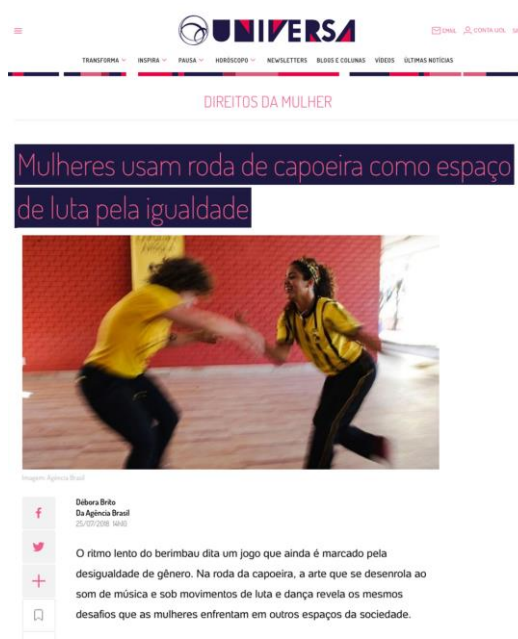 UNIVERSA
EMAIL CONTA UOL
TRANSFORMA INSPIRA PAUSA HORÓSCOPO NEWSLETTERS BLOGS E COLUNAS VÍDEOS ÚLTIMAS NOTÍCIAS
DIREITOS DA MULHER
Mulheres usam roda de capoeira como espaço
de luta pela igualdade
Imagem: Agência Brasil
Débora Brito
Da Agência Brasil
25/07/2018 14h10
O ritmo lento do berimbau dita um jogo que ainda é marcado pela
desigualdade de gênero. Na roda da capoeira, a arte que se desenrola ao
som de música e sob movimentos de luta e dança revela os mesmos
desafios que as mulheres enfrentam em outros espaços da sociedade.